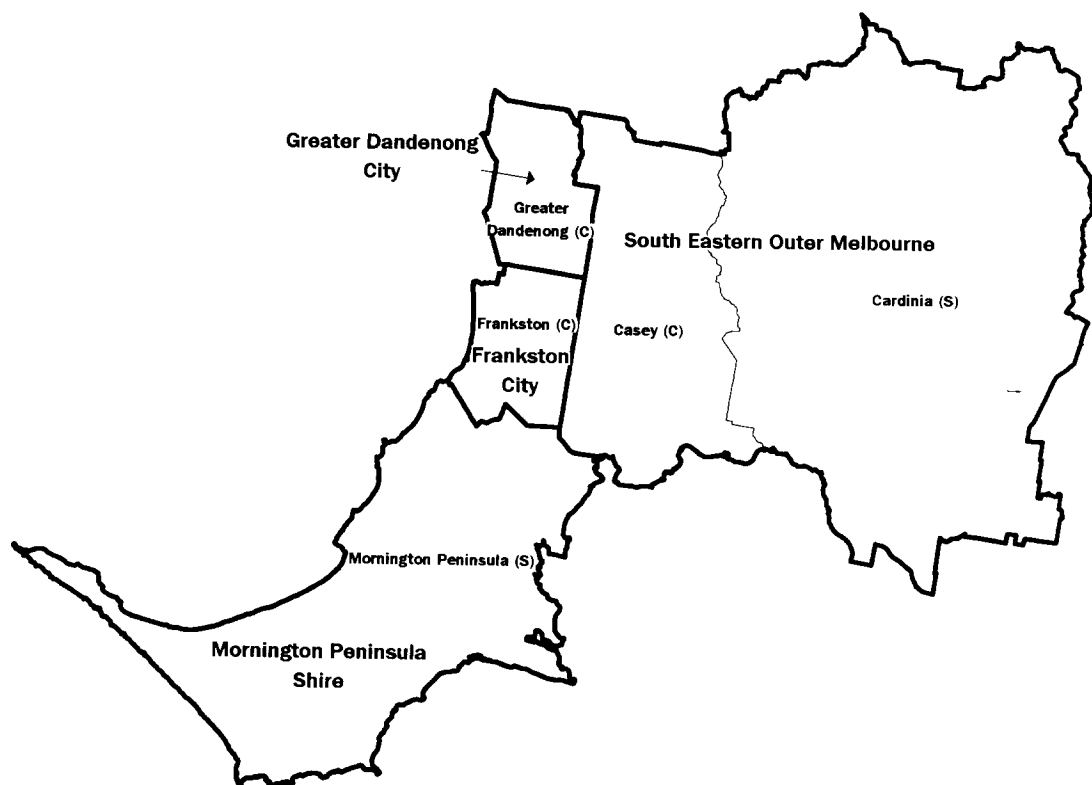 Greater Dandenong
City
Greater
Dandenong (C)
South Eastern Outer Melbourne
Cardinia (S)
Frankston (C)
Casey (C)
Frankston
City
Mornington Peninsula (S)
Mornington Peninsula
Shire